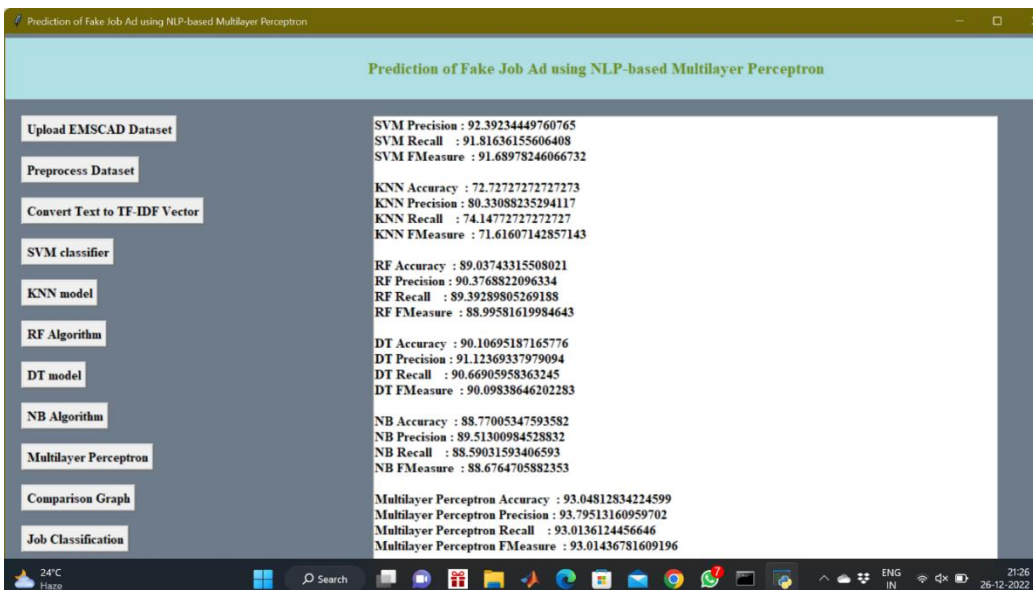 Prediction of Fake Job Ad using NLP-based Multilayer Perceptron
Prediction of Fake Job Ad using NLP-based Multilayer Perceptron
Upload EMSCAD Dataset
Preprocess Dataset
Convert Text to TF-IDF Vector
SVM classifier
KNN model
RF Algorithm
DT model
NB Algorithm
Multilayer Perceptron
Comparison Graph
Job Classification
SVM Precision : 92.39234449760765
SVM Recall : 91.81636155606408
SVM FMeasure : 91.68978246066732
KNN Accuracy : 72.72727272727273
KNN Precision : 80.33088235294117
KNN Recall : 74.14772727272727
KNN FMeasure : 71.61607142857143
RF Accuracy : 89.03743315508021
RF Precision : 90.3768822096334
RF Recall : 89.39289805269188
RF FMeasure : 88.99581619984643
DT Accuracy : 90.10695187165776
DT Precision : 91.12369337979094
DT Recall : 90.66905958363245
DT FMeasure : 90.09838646202283
NB Accuracy : 88.77005347593582
NB Precision : 89.51300984528832
NB Recall : 88.59031593406593
NB FMeasure : 88.6764705882353
Multilayer Perceptron Accuracy : 93.04812834224599
Multilayer Perceptron Precision : 93.79513160959702
Multilayer Perceptron Recall : 93.0136124456646
Multilayer Perceptron FMeasure : 93.01436781609196
24°C
Haze
Search
ENG
IN
21:26
26-12-2022